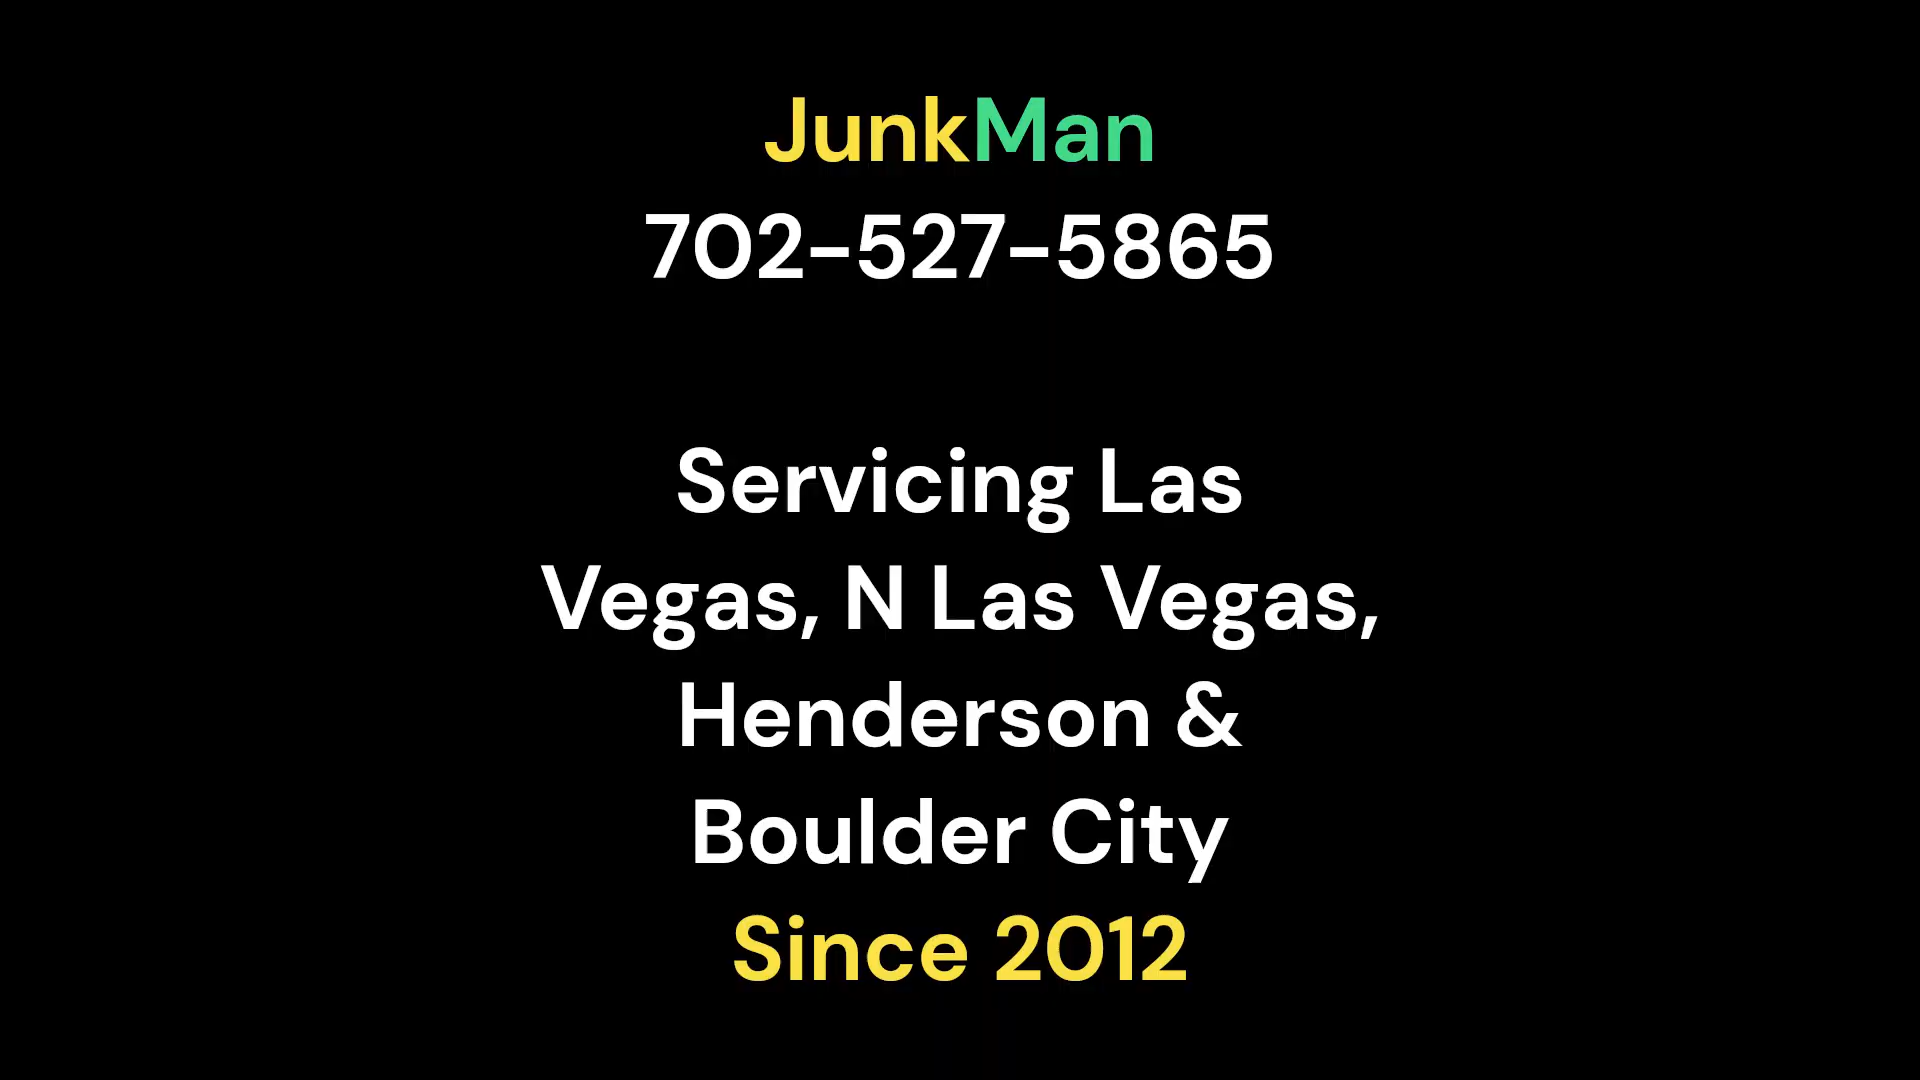 JunkMan
702-527-5865
Servicing Las
Vegas, N Las Vegas,
Henderson &
Boulder City
Since 2012